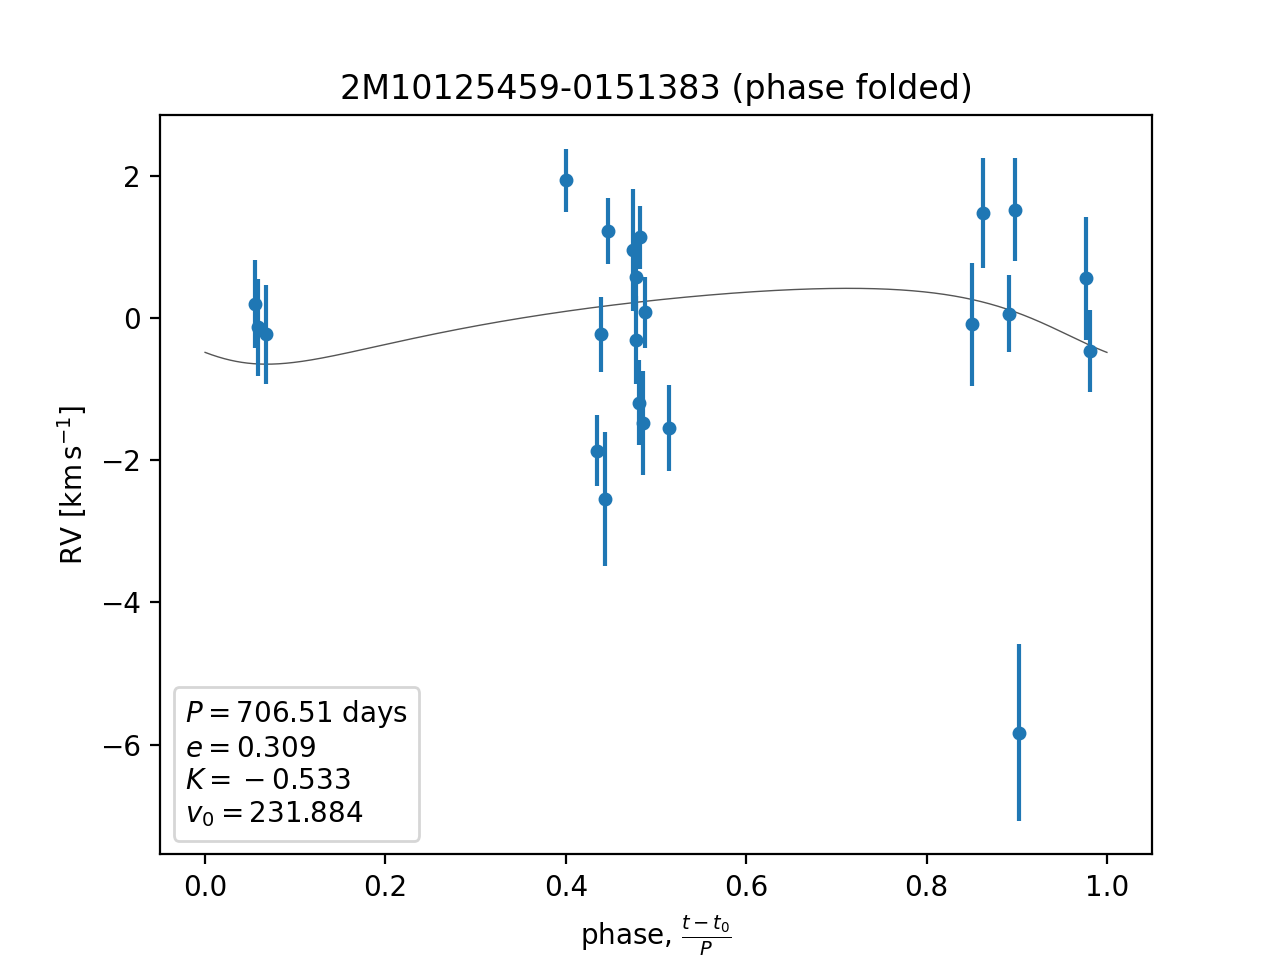 2M10125459-0151383 (phase folded)
2
0
−2
−4
−6
RV [km s⁻¹]
P = 706.51 days
e = 0.309
K = −0.533
v₀ = 231.884
0.0 0.2 0.4 0.6 0.8 1.0
phase, (t − t₀)/P